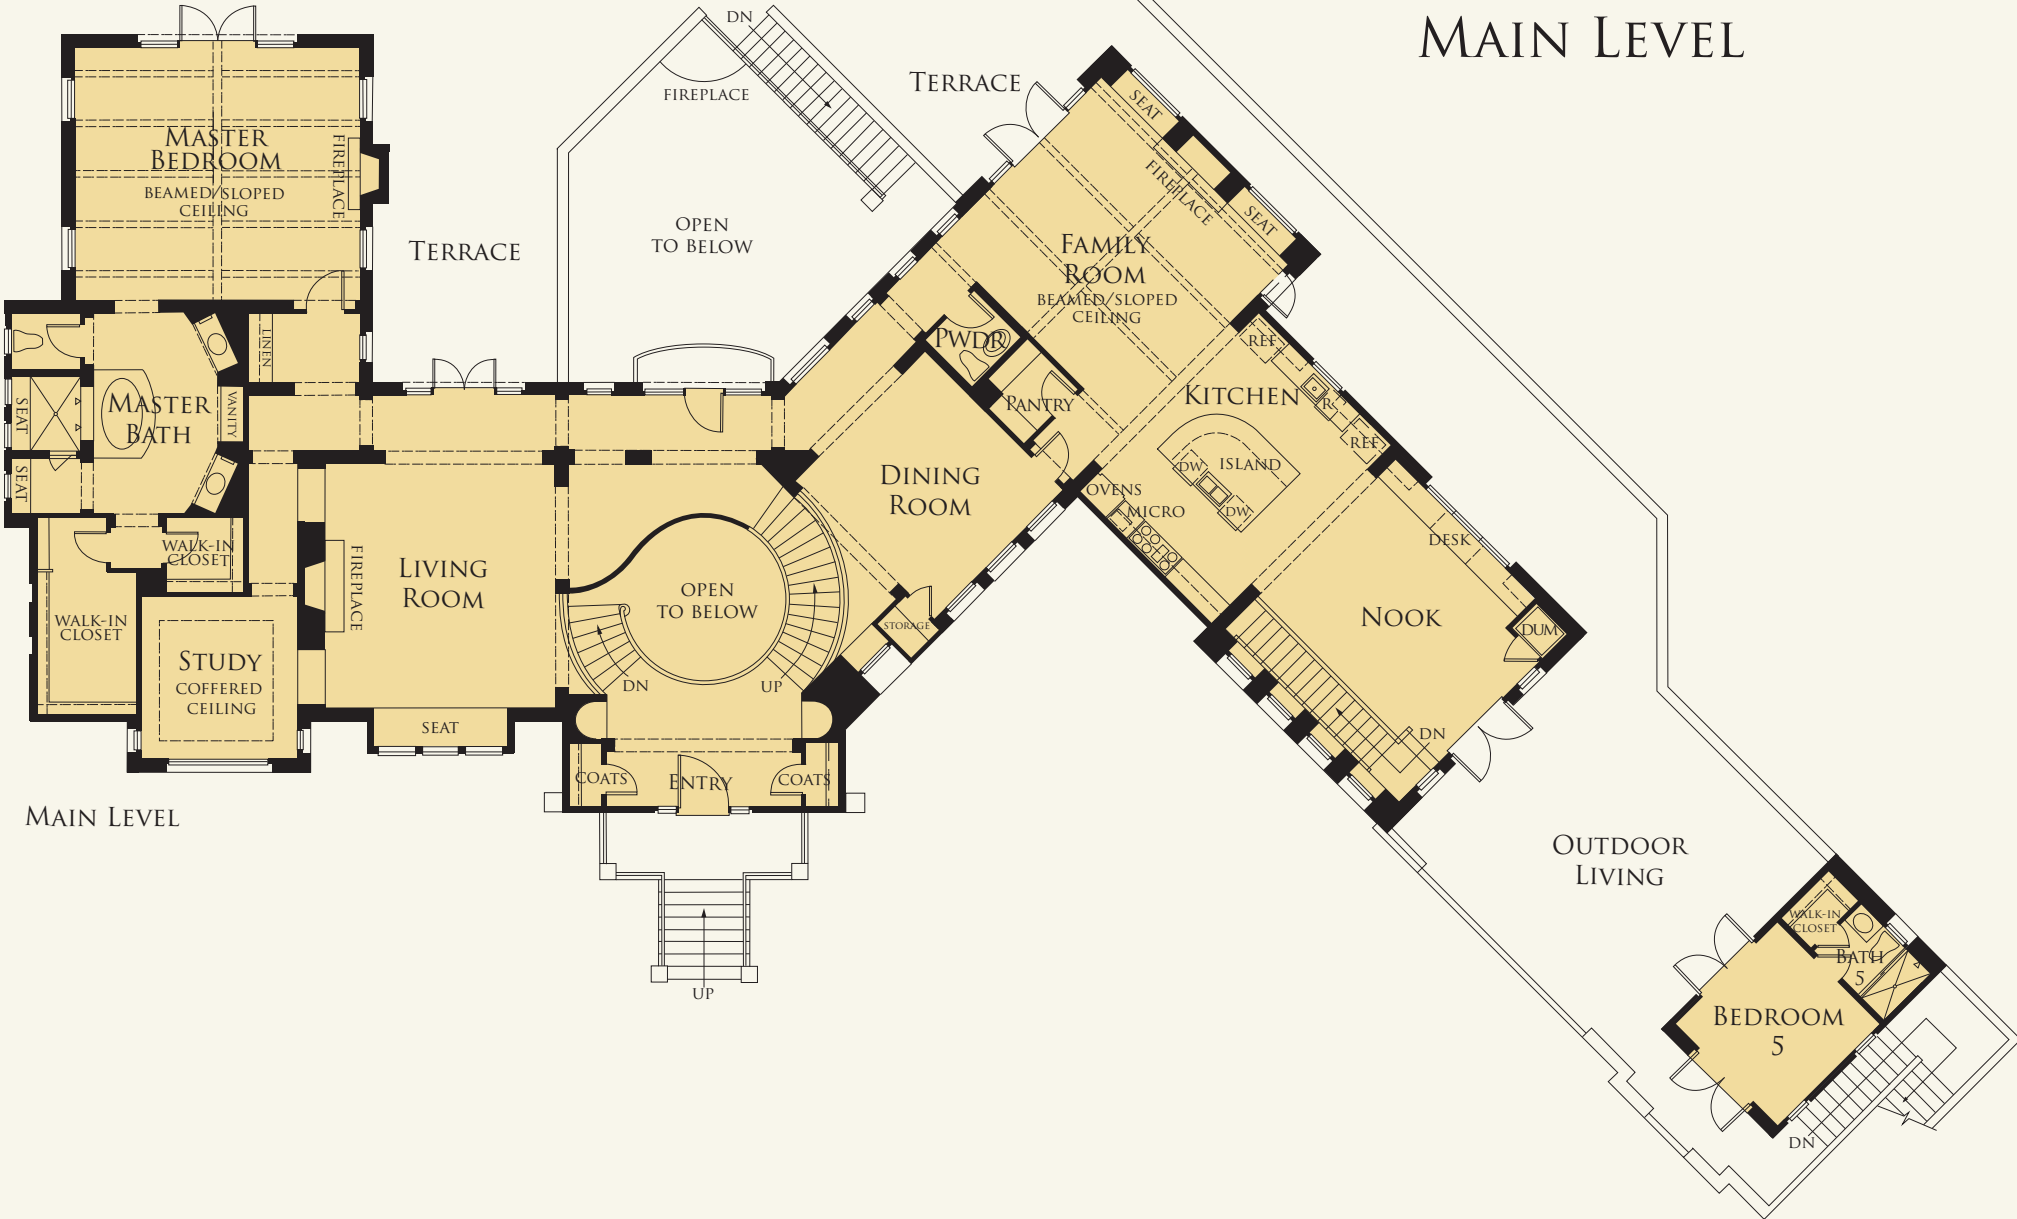 MAIN LEVEL
DN
FIREPLACE
TERRACE
SEAT
FIREPLACE
SEAT
MASTER
BEDROOM
BEAMED/SLOPED
CEILING
FIREPLACE
TERRACE
OPEN
TO BELOW
FAMILY
ROOM
BEAMED/SLOPED
CEILING
LINEN
PWDR
REF
PANTRY
KITCHEN
R
REF
SEAT
MASTER
BATH
VANITY
SEAT
DINING
ROOM
DW
ISLAND
DW
OVENS
MICRO
DESK
WALK-IN
CLOSET
WALK-IN
CLOSET
FIREPLACE
LIVING
ROOM
OPEN
TO BELOW
STORAGE
NOOK
DUM
STUDY
COFFERED
CEILING
DN
UP
SEAT
DN
COATS
ENTRY
COATS
MAIN LEVEL
UP
OUTDOOR
LIVING
WALK-IN
CLOSET
BATH
5
BEDROOM
5
DN